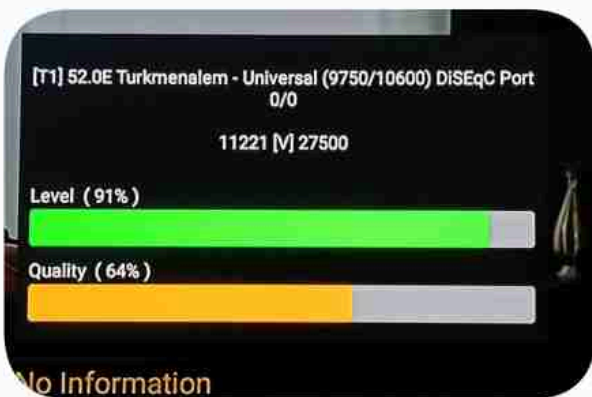 [T1] 52.0E Turkmenalem - Universal (9750/10600) DiSEqC Port
0/0
11221 [V] 27500
Level (91%)
Quality (64%)
No Information